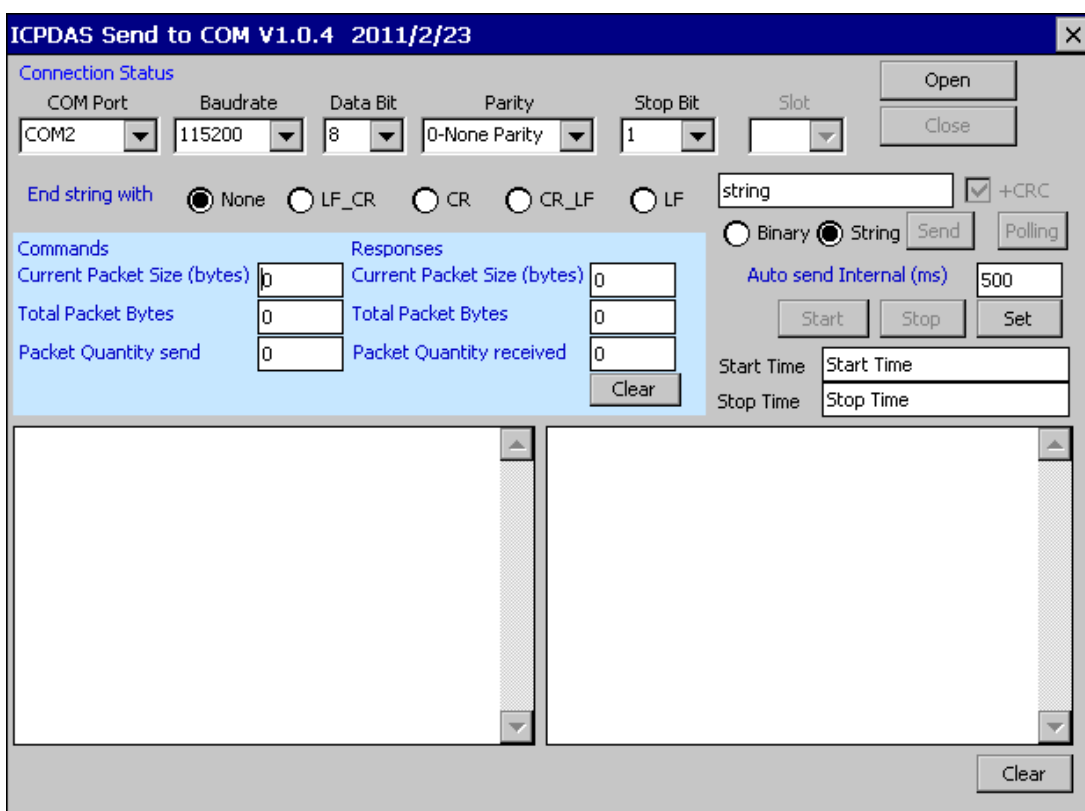 ICPDAS Send to COM V1.0.4 2011/2/23
Connection Status
COM Port Baudrate Data Bit Parity Stop Bit Slot
COM2 115200 8 0-None Parity 1
Open
Close
End string with None LF_CR CR CR_LF LF
string +CRC
Binary String Send Polling
Commands Responses
Current Packet Size (bytes) 0 Current Packet Size (bytes) 0
Total Packet Bytes 0 Total Packet Bytes 0
Packet Quantity send 0 Packet Quantity received 0
Clear
Auto send Internal (ms) 500
Start Stop Set
Start Time Start Time
Stop Time Stop Time
Clear